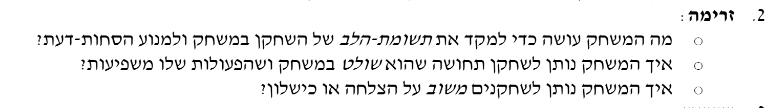 2. זרימה:
○ מה המשחק עושה כדי למקד את תשומת-הלב של השחקן במשחק ולמנוע הסחות-דעת?
○ איך המשחק נותן לשחקן תחושה שהוא שולט במשחק ושהפעולות שלו משפיעות?
○ איך המשחק נותן לשחקנים משוב על הצלחה או כישלון?